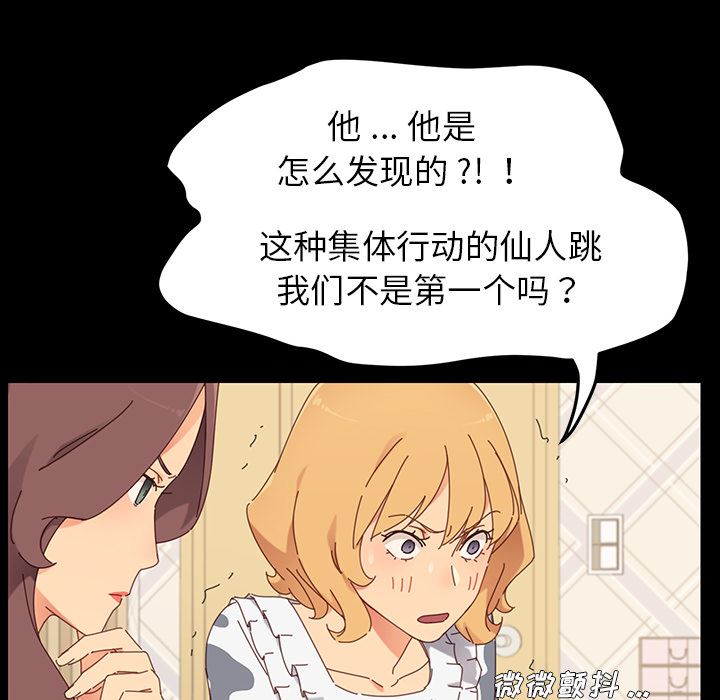 他 ... 他是
怎么发现的 ?! ！
这种集体行动的仙人跳
我们不是第一个吗？
微微颤抖 ...